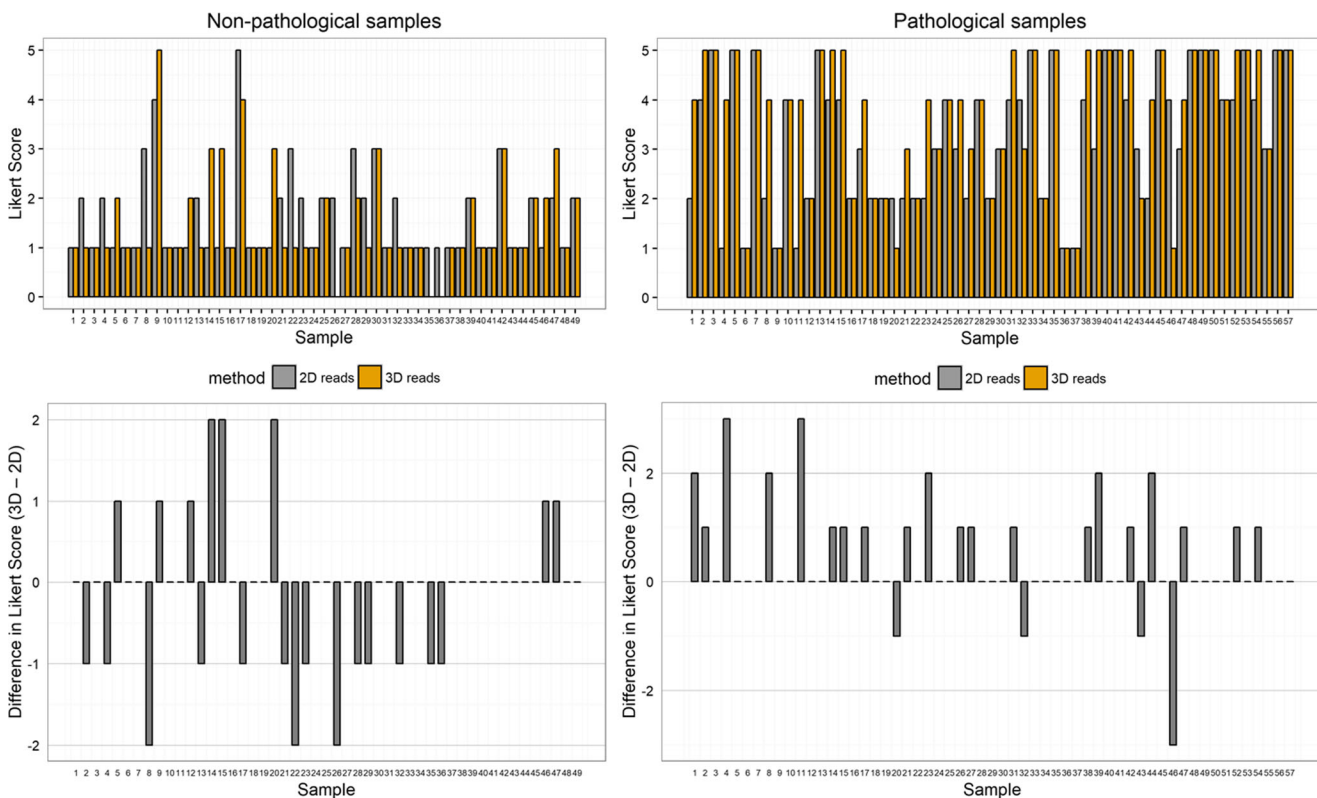 Non-pathological samples
5
4
3
2
1
0
Likert Score
1 2 3 4 5 6 7 8 9 10 11 12 13 14 15 16 17 18 19 20 21 22 23 24 25 26 27 28 29 30 31 32 33 34 35 36 37 38 39 40 41 42 43 44 45 46 47 48 49
Sample
method 2D reads 3D reads
Pathological samples
5
4
3
2
1
0
Likert Score
1 2 3 4 5 6 7 8 9 10 11 12 13 14 15 16 17 18 19 20 21 22 23 24 25 26 27 28 29 30 31 32 33 34 35 36 37 38 39 40 41 42 43 44 45 46 47 48 49 50 51 52 53 54 55 56 57
Sample
method 2D reads 3D reads
2
1
0
-1
-2
Difference in Likert Score (3D – 2D)
1 2 3 4 5 6 7 8 9 10 11 12 13 14 15 16 17 18 19 20 21 22 23 24 25 26 27 28 29 30 31 32 33 34 35 36 37 38 39 40 41 42 43 44 45 46 47 48 49
Sample
2
0
-2
Difference in Likert Score (3D – 2D)
1 2 3 4 5 6 7 8 9 10 11 12 13 14 15 16 17 18 19 20 21 22 23 24 25 26 27 28 29 30 31 32 33 34 35 36 37 38 39 40 41 42 43 44 45 46 47 48 49 50 51 52 53 54 55 56 57
Sample